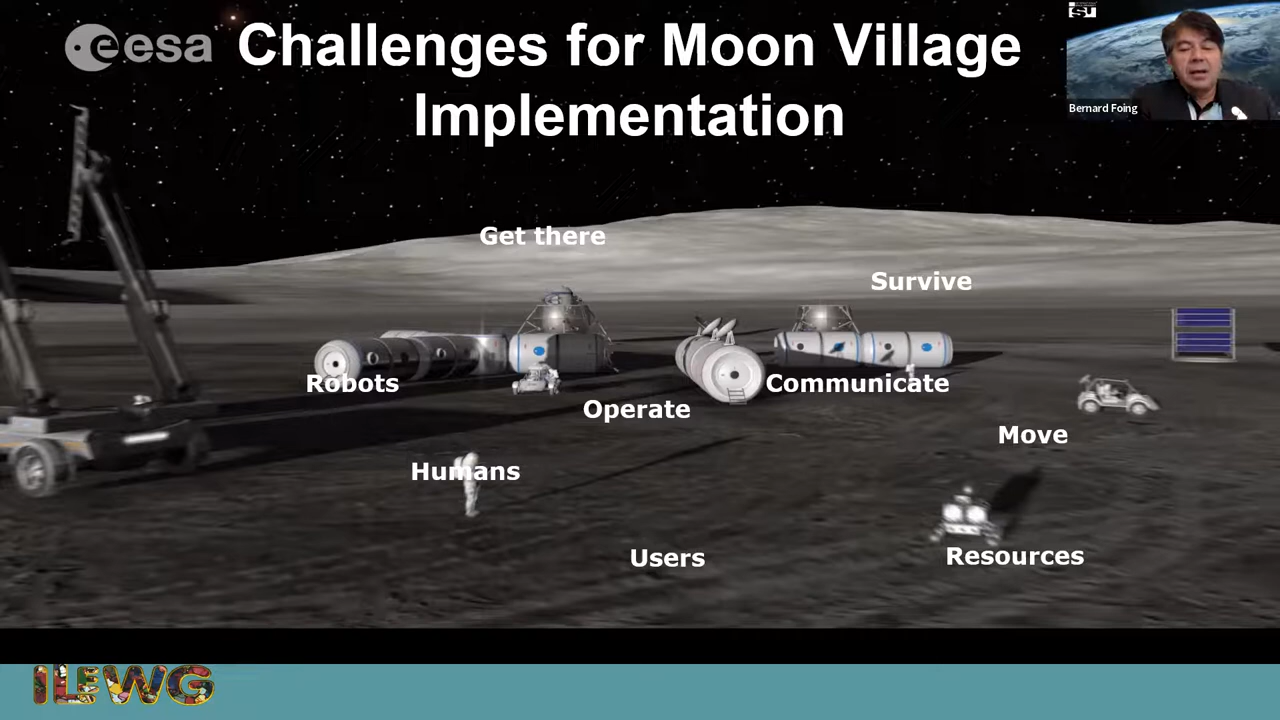 esa
Challenges for Moon Village
Implementation
ISU
Bernard Foing
Get there
Survive
Robots
Communicate
Operate
Move
Humans
Users
Resources
ILEWG